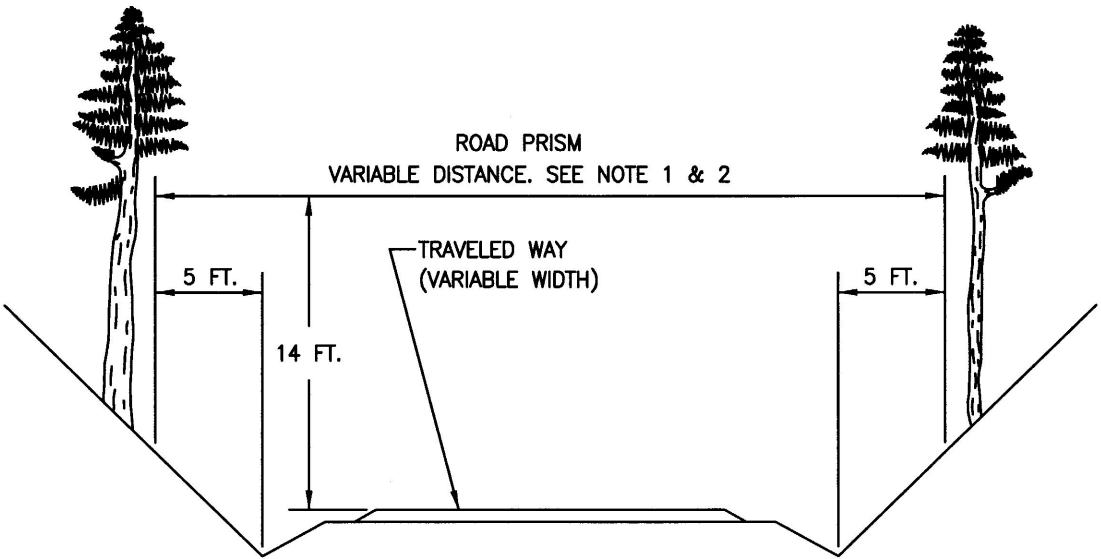 ROAD PRISM
VARIABLE DISTANCE. SEE NOTE 1 & 2
TRAVELED WAY
(VARIABLE WIDTH)
5 FT.
5 FT.
14 FT.